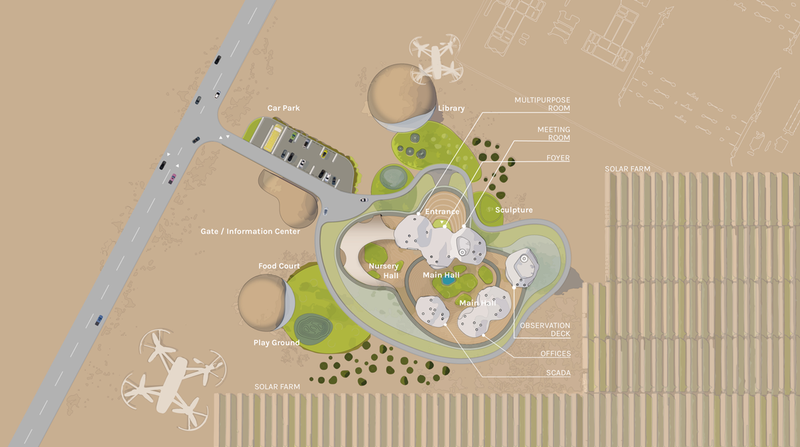 MULTIPURPOSE
ROOM
Car Park
Library
MEETING
ROOM
FOYER
SOLAR FARM
Entrance
Sculpture
Gate / Information Center
Food Court
Nursery
Hall
Main Hall
Main Hall
OBSERVATION
DECK
Play Ground
OFFICES
SCADA
SOLAR FARM